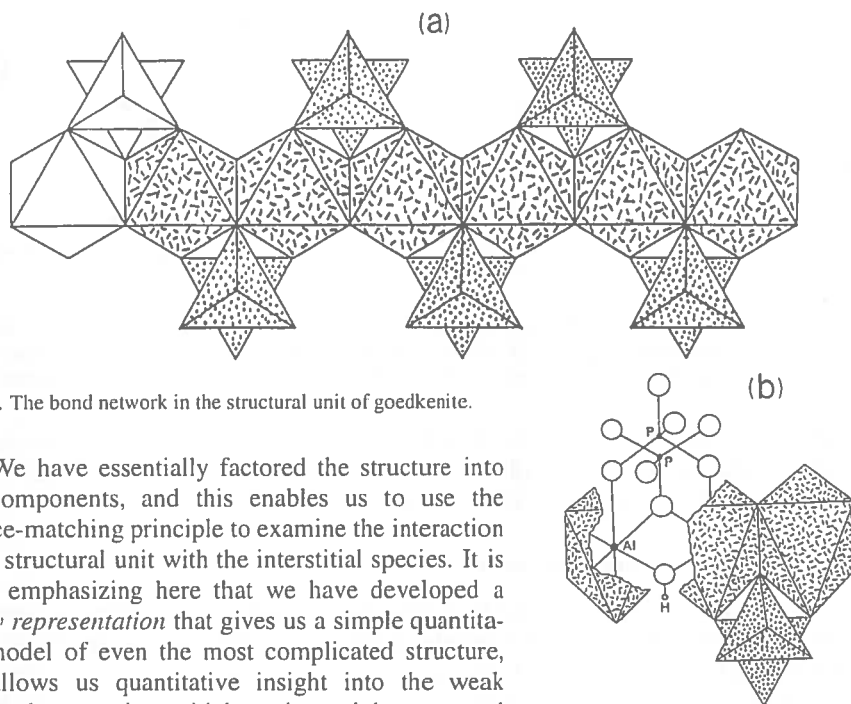 (a)
. The bond network in the structural unit of goedkenite.
(b)
We have essentially factored the structure into
omponents, and this enables us to use the
ce-matching principle to examine the interaction
structural unit with the interstitial species. It is
emphasizing here that we have developed a
representation that gives us a simple quantita-
nodel of even the most complicated structure,
llows us quantitative insight into the weak
P
P
Al
H